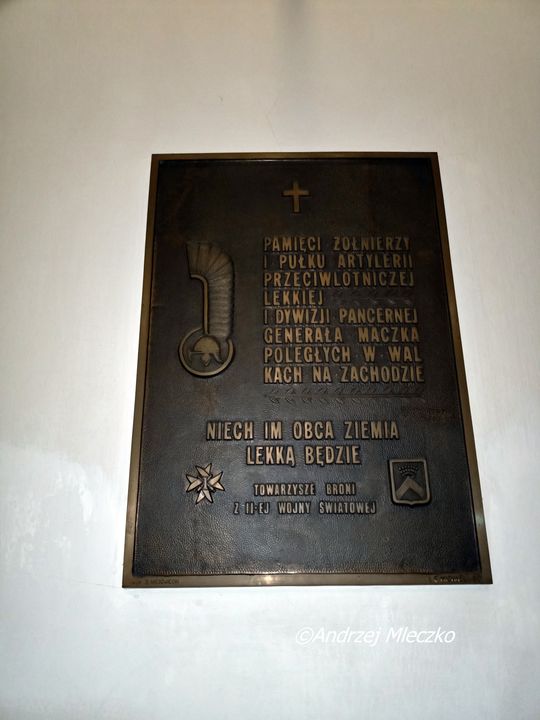 PAMIĘCI ŻOŁNIERZY
I PUŁKU ARTYLERII
PRZECIWLOTNICZEJ
LEKKIEJ
I DYWIZJI PANCERNEJ
GENERAŁA MACZKA
POLEGŁYCH W WAL
KACH NA ZACHODZIE
NIECH IM OBCA ZIEMIA
LEKKĄ BĘDZIE
TOWARZYSZE BRONI
Z II-EJ WOJNY ŚWIATOWEJ
©Andrzej Mleczko